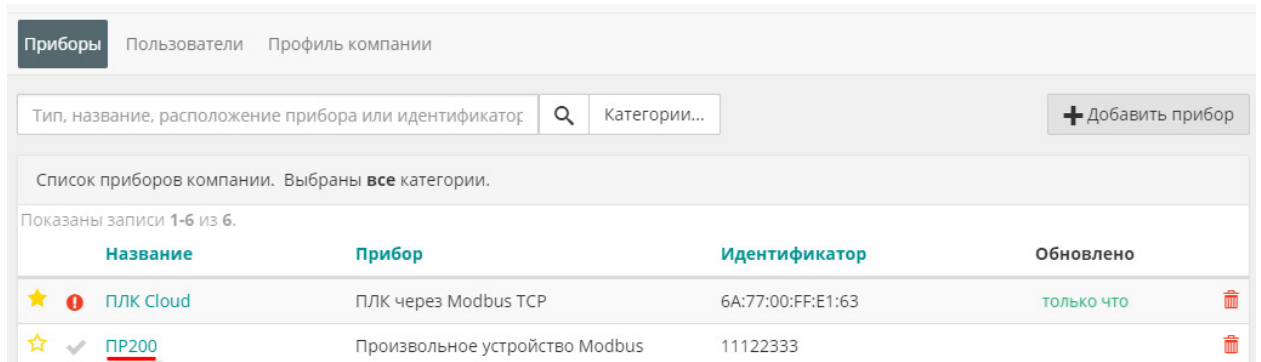 Приборы Пользователи Профиль компании
Тип, название, расположение прибора или идентификатор Категории... Добавить прибор
Список приборов компании. Выбраны все категории.
Показаны записи 1-6 из 6.
Название Прибор Идентификатор Обновлено
ПЛК Cloud ПЛК через Modbus TCP 6A:77:00:FF:E1:63 только что
ПР200 Произвольное устройство Modbus 11122333